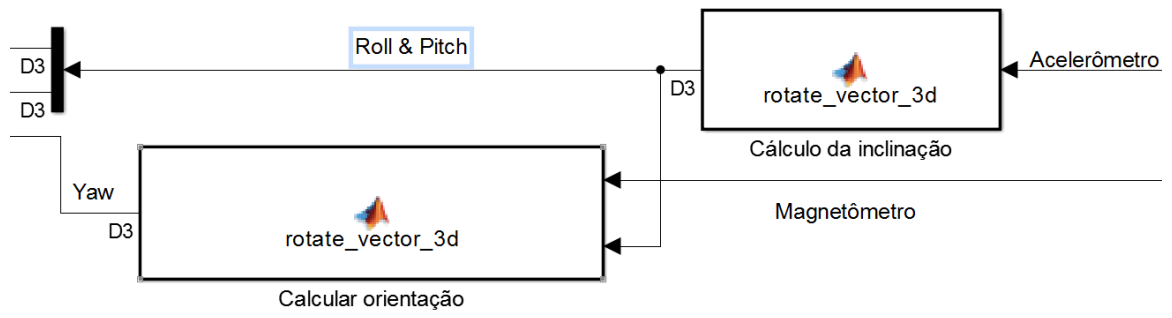 Roll & Pitch
D3
D3
D3
rotate_vector_3d
Acelerômetro
Cálculo da inclinação
Yaw
D3
rotate_vector_3d
Magnetômetro
Calcular orientação